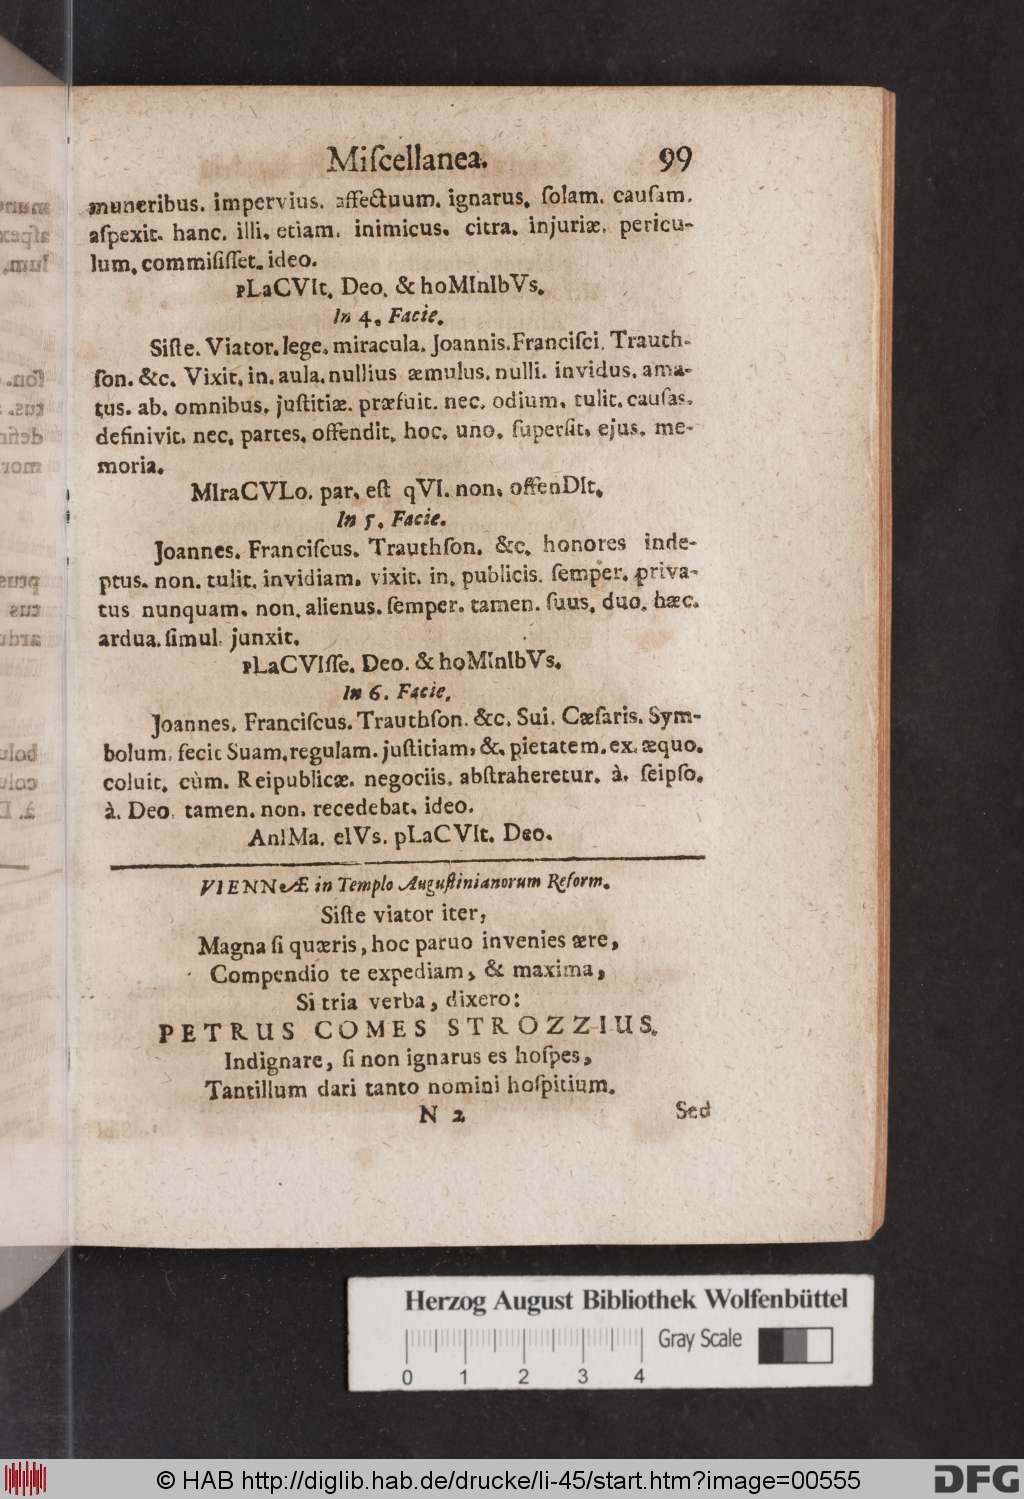 Miſcellanea. 99
muneribus. impervius. affectuum. ignarus. ſolam. cauſam.
aſpexit. hanc. illi. etiam. inimicus. citra. injuriæ. pericu-
lum. commiſiſſet. ideo.
pLaCVIt. Deo. & hoMInIbVs.
In 4. Facie.
Siſte. Viator. lege. miracula. Joannis. Franciſci. Trauth-
ſon. &c. Vixit. in. aula. nullius æmulus. nulli. invidus. ama-
tus. ab. omnibus. juſtitiæ. præfuit. nec. odium. tulit. cauſas.
definivit. nec. partes. offendit. hoc. uno. ſuperſit. ejus. me-
moria.
MIraCVLo. par. eſt qVI. non. offenDIt.
In 5. Facie.
Joannes. Franciſcus. Trauthſon. &c. honores inde-
ptus. non. tulit. invidiam. vixit. in. publicis. ſemper. priva-
tus nunquam. non. alienus. ſemper. tamen. ſuus. duo. hæc.
ardua. ſimul. junxit.
pLaCVIſſe. Deo. & hoMInIbVs.
In 6. Facie.
Joannes. Franciſcus. Trauthſon. &c. Sui. Cæſaris. Sym-
bolum. fecit Suam. regulam. juſtitiam, &. pietatem. ex. æquo.
coluit. cùm. Reipublicæ. negociis. abſtraheretur. à. ſeipſo.
à. Deo. tamen. non. recedebat. ideo.
AnIMa. eIVs. pLaCVIt. Deo.
VIENNÆ in Templo Auguſtinianorum Reform.
Siſte viator iter,
Magna ſi quæris, hoc paruo invenies ære,
Compendio te expediam, & maxima,
Si tria verba, dixero:
PETRUS COMES STROZZIUS.
Indignare, ſi non ignarus es hoſpes,
Tantillum dari tanto nomini hoſpitium.
N 2 Sed
Herzog August Bibliothek Wolfenbüttel
Gray Scale
0 1 2 3 4
© HAB http://diglib.hab.de/drucke/li-45/start.htm?image=00555
DFG